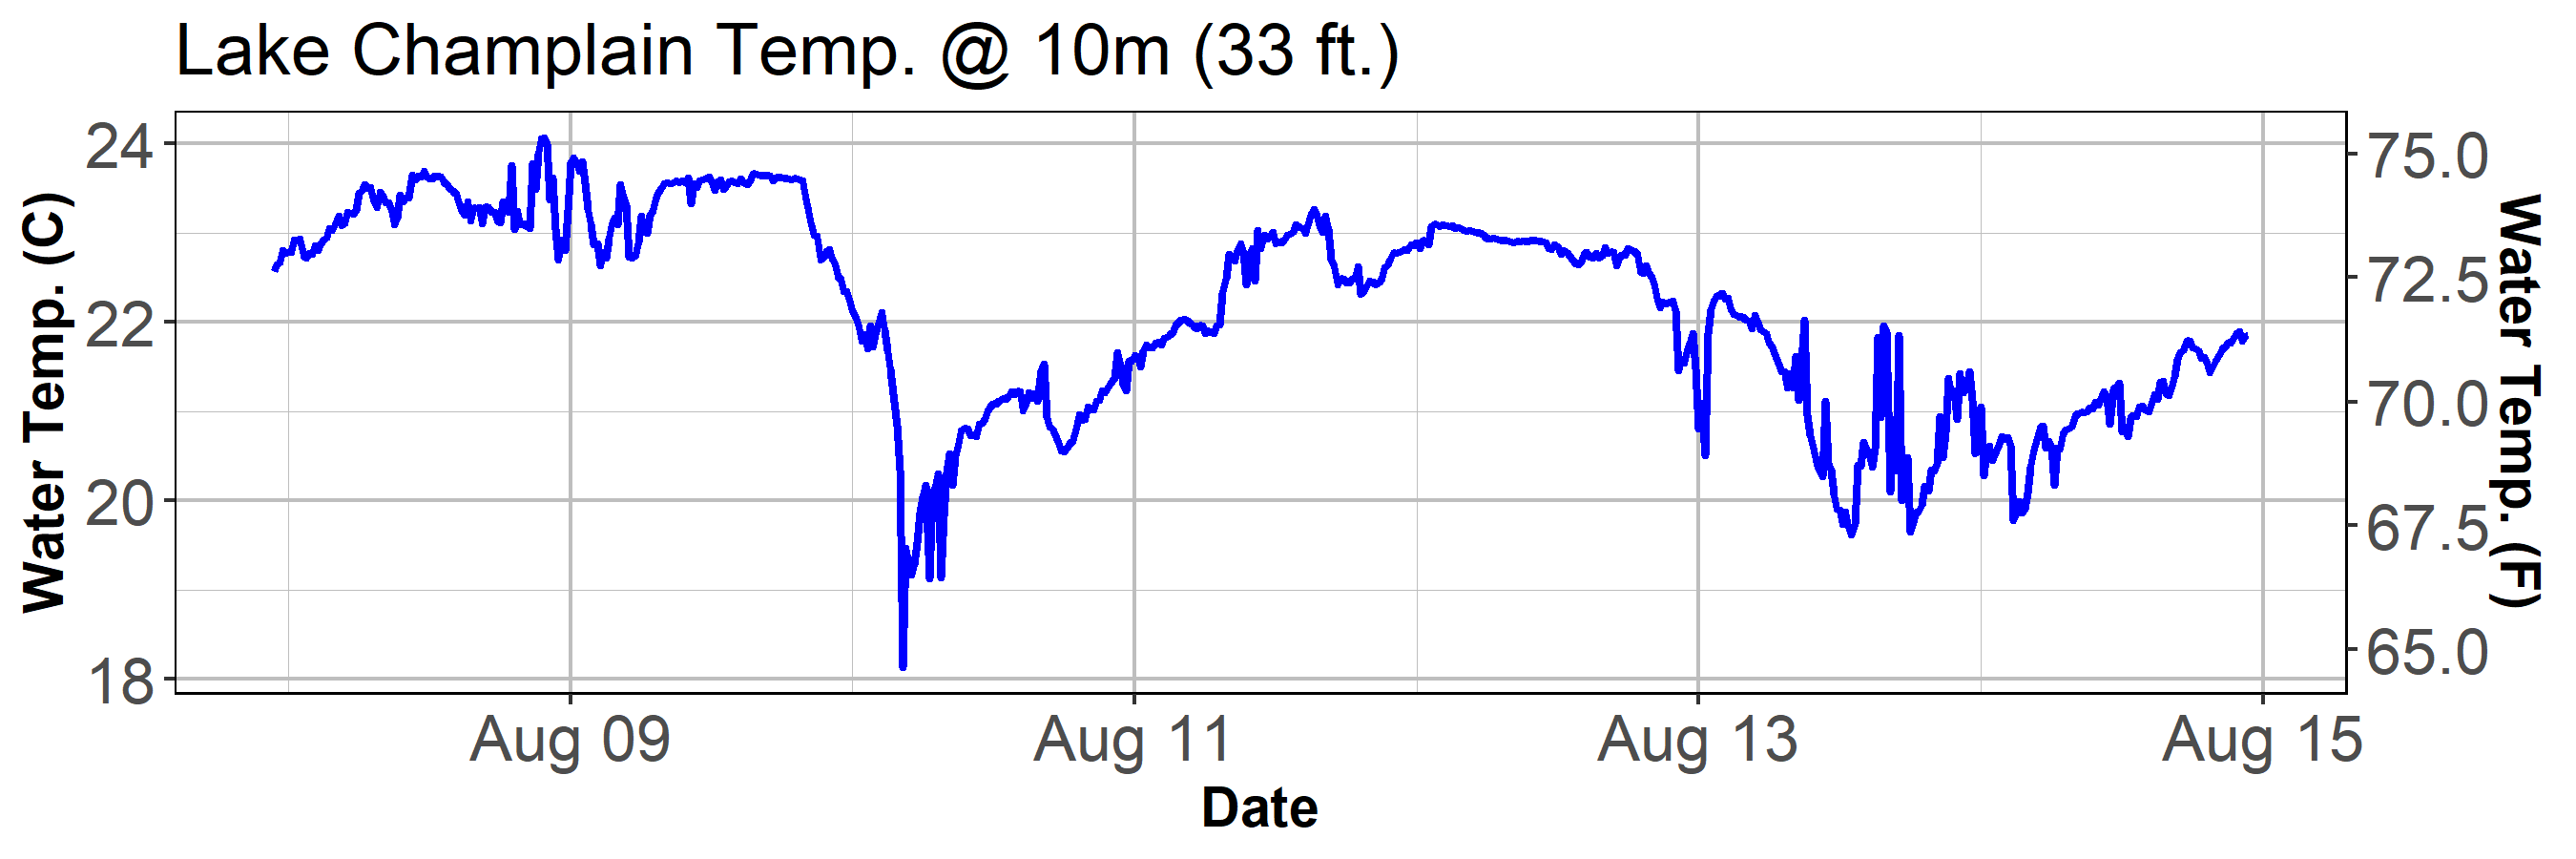 Lake Champlain Temp. @ 10m (33 ft.)
Water Temp. (C)
24
22
20
18
75.0
72.5
70.0
67.5
65.0
Water Temp. (F)
Aug 09
Aug 11
Aug 13
Aug 15
Date